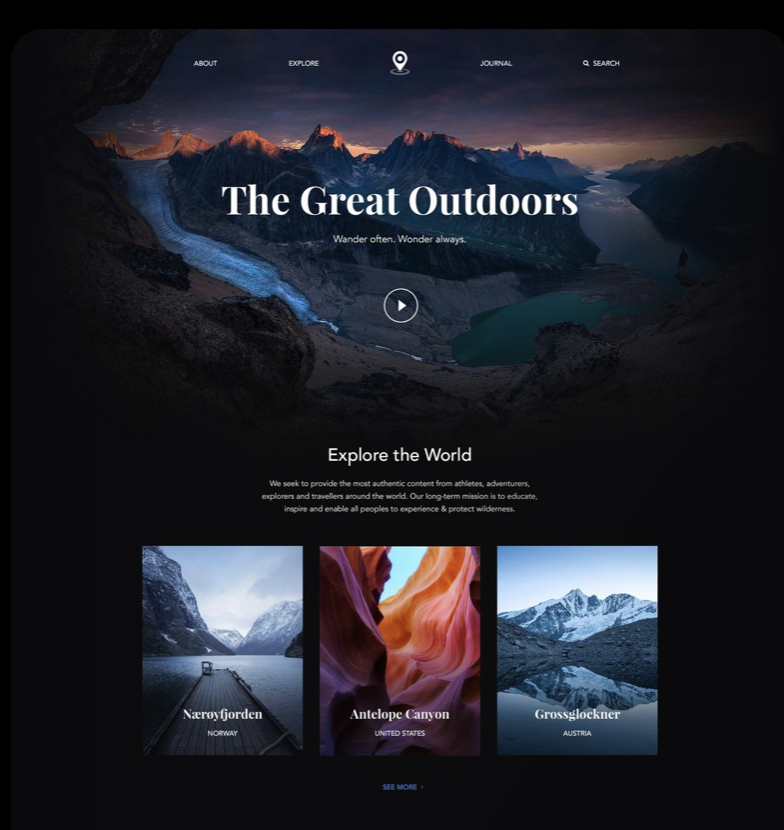 ABOUT
EXPLORE
JOURNAL
SEARCH
The Great Outdoors
Wander often. Wonder always.
Explore the World
We seek to provide the most authentic content from athletes, adventurers,
explorers and travellers around the world. Our long-term mission is to educate,
inspire and enable all peoples to experience & protect wilderness.
Nærøyfjorden
NORWAY
Antelope Canyon
UNITED STATES
Grossglockner
AUSTRIA
SEE MORE ›